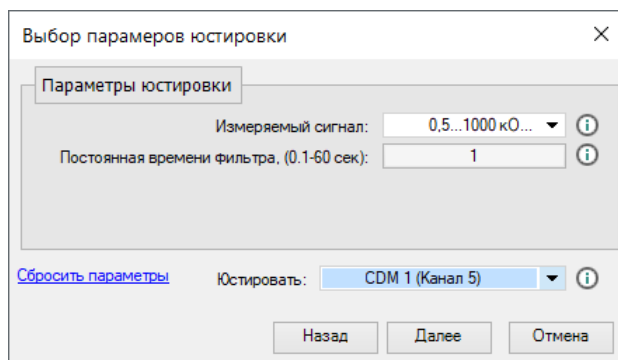 Выбор парамеров юстировки
Параметры юстировки
Измеряемый сигнал: 0,5...1000 кО...
Постоянная времени фильтра, (0.1-60 сек): 1
Сбросить параметры Юстировать: CDM 1 (Канал 5)
Назад Далее Отмена